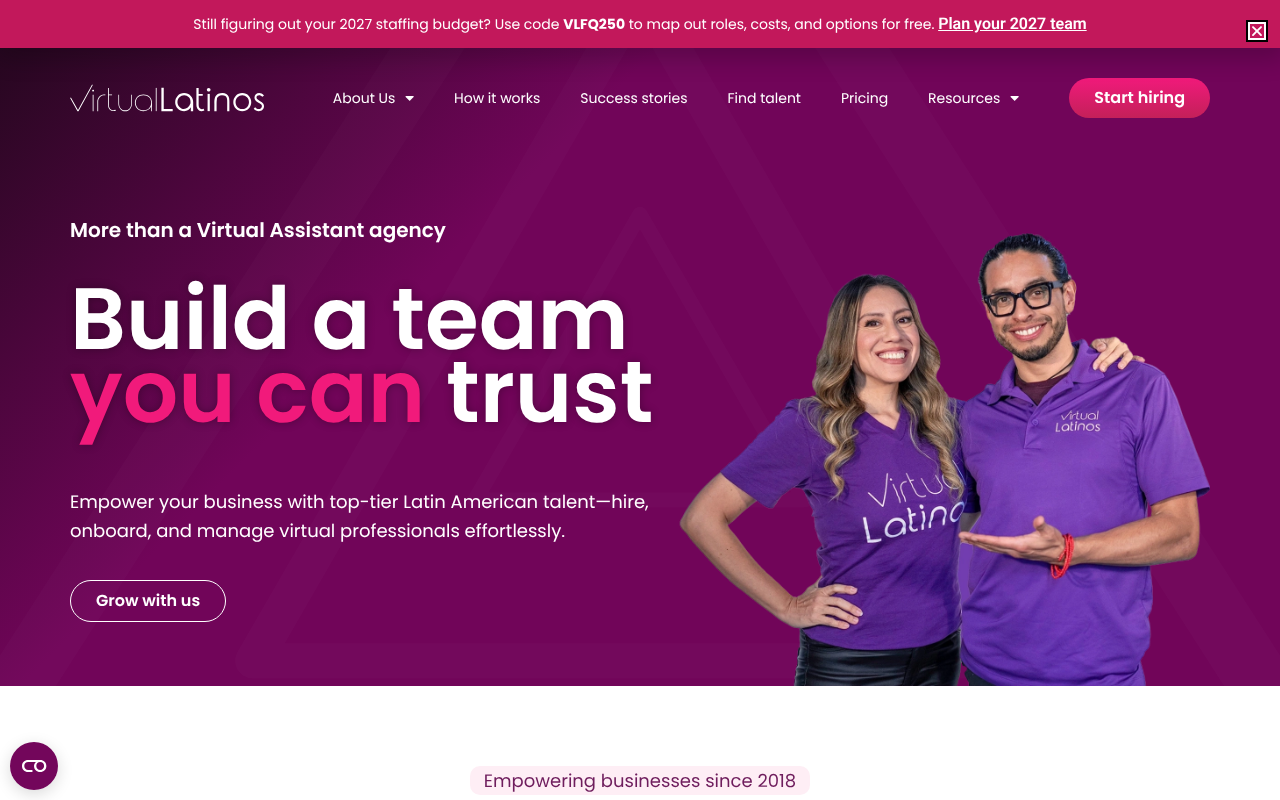 Still figuring out your 2027 staffing budget? Use code VLFQ250 to map out roles, costs, and options for free. Plan your 2027 team
VirtualLatinos
About Us
How it works
Success stories
Find talent
Pricing
Resources
Start hiring
More than a Virtual Assistant agency
Build a team
you can trust
Empower your business with top-tier Latin American talent—hire,
onboard, and manage virtual professionals effortlessly.
Grow with us
Virtual
Latinos
Empowering businesses since 2018